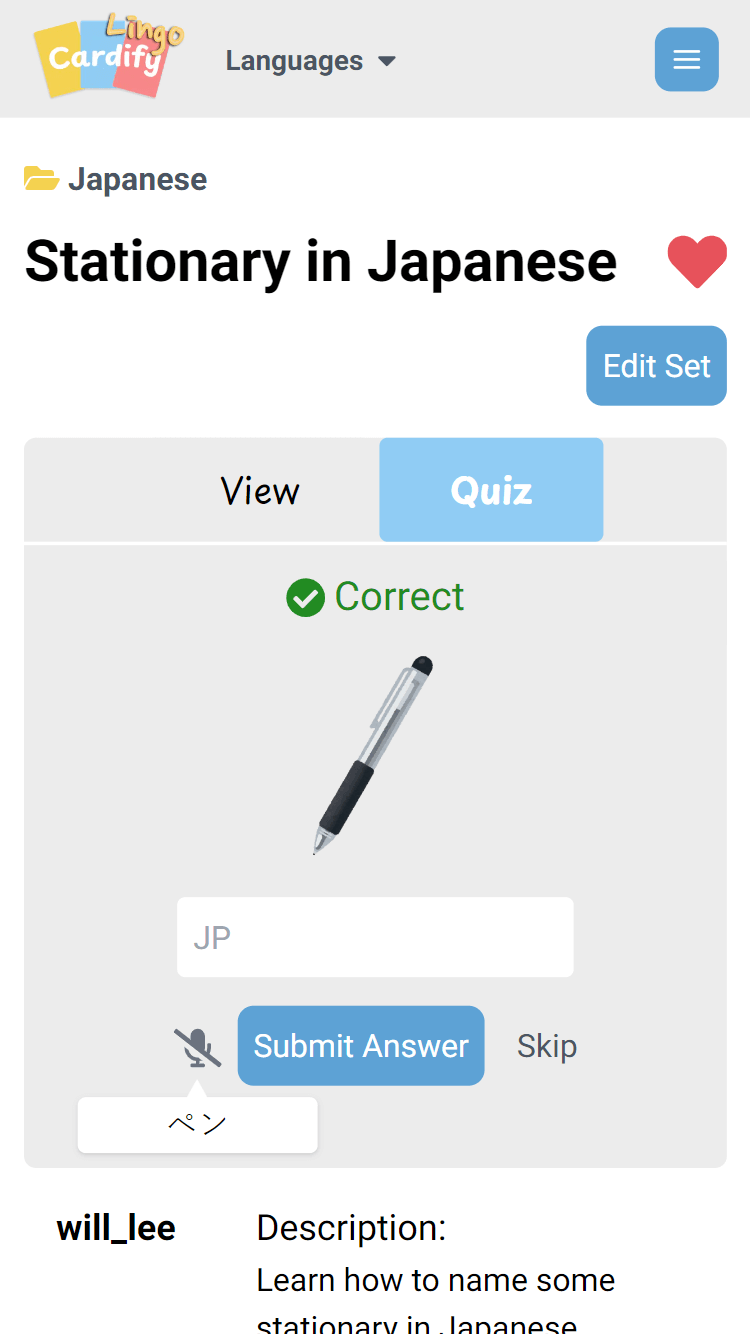 Lingo
Cardify
Languages
Japanese
Stationary in Japanese
Edit Set
View
Quiz
Correct
JP
Submit Answer
Skip
ペン
will_lee
Description:
Learn how to name some
stationary in Japanese